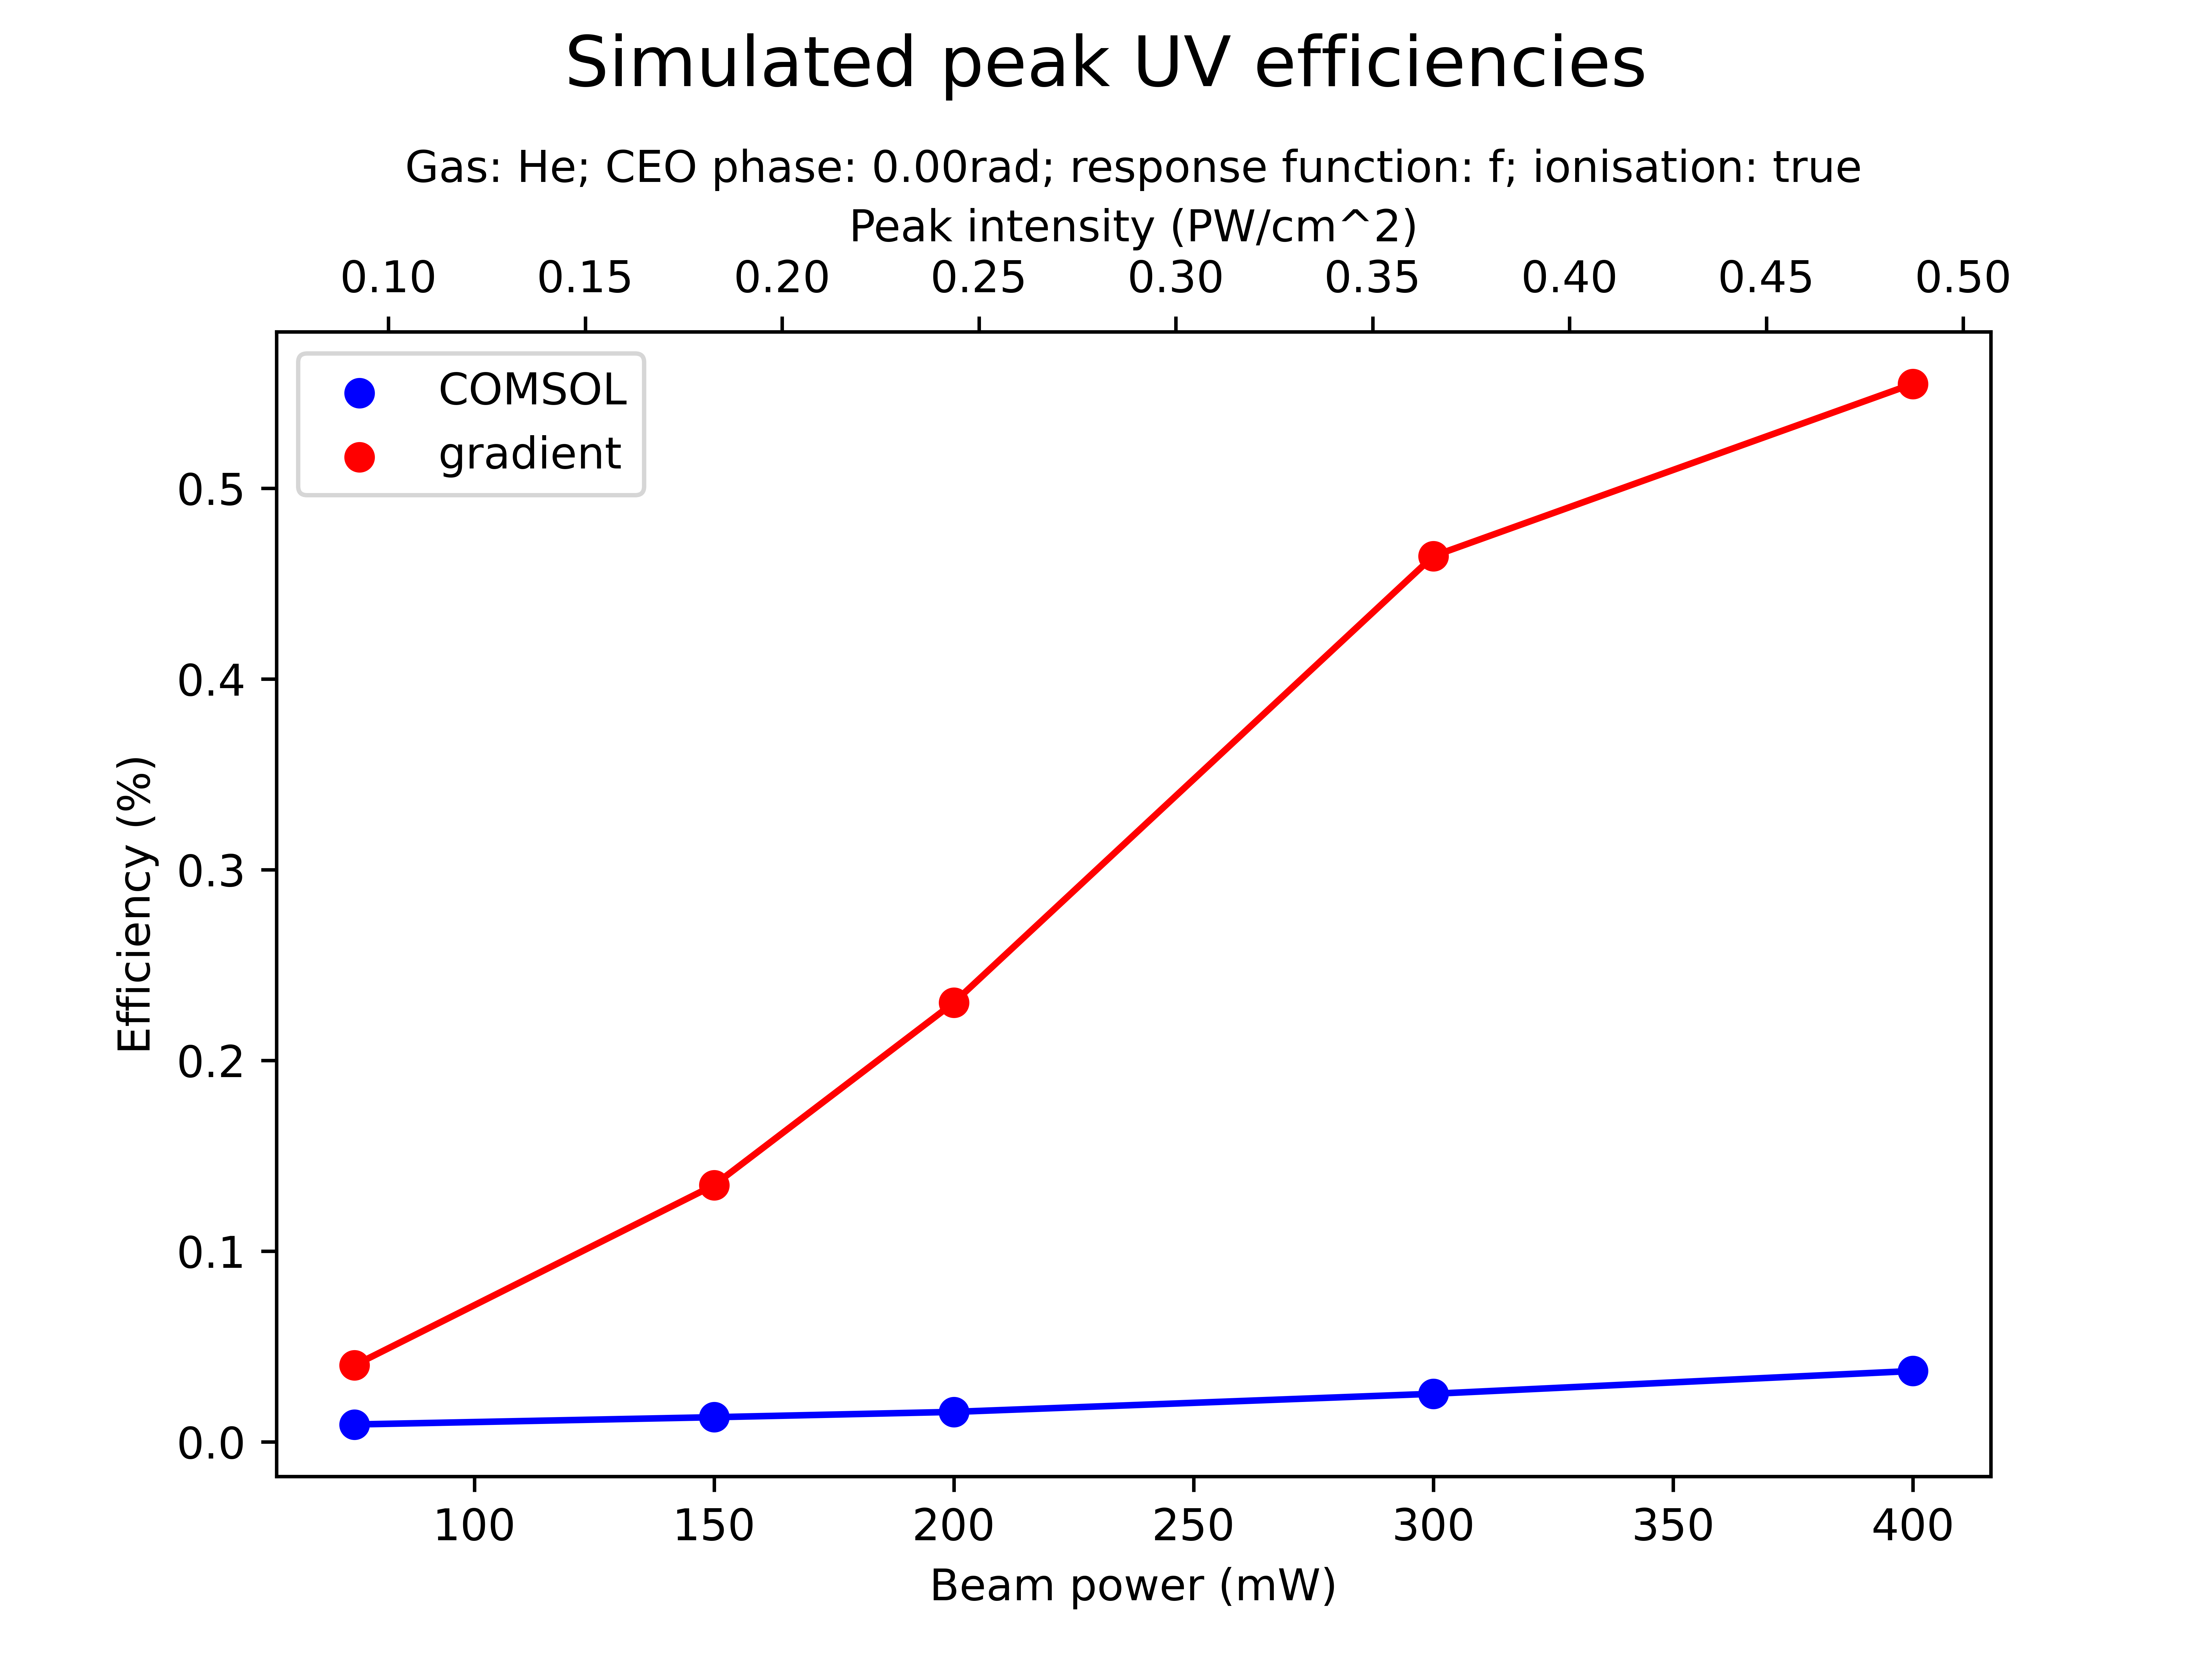 Simulated peak UV efficiencies
Gas: He; CEO phase: 0.00rad; response function: f; ionisation: true
Peak intensity (PW/cm^2)
0.10 0.15 0.20 0.25 0.30 0.35 0.40 0.45 0.50
COMSOL
gradient
0.5
0.4
0.3
0.2
0.1
0.0
Efficiency (%)
100 150 200 250 300 350 400
Beam power (mW)